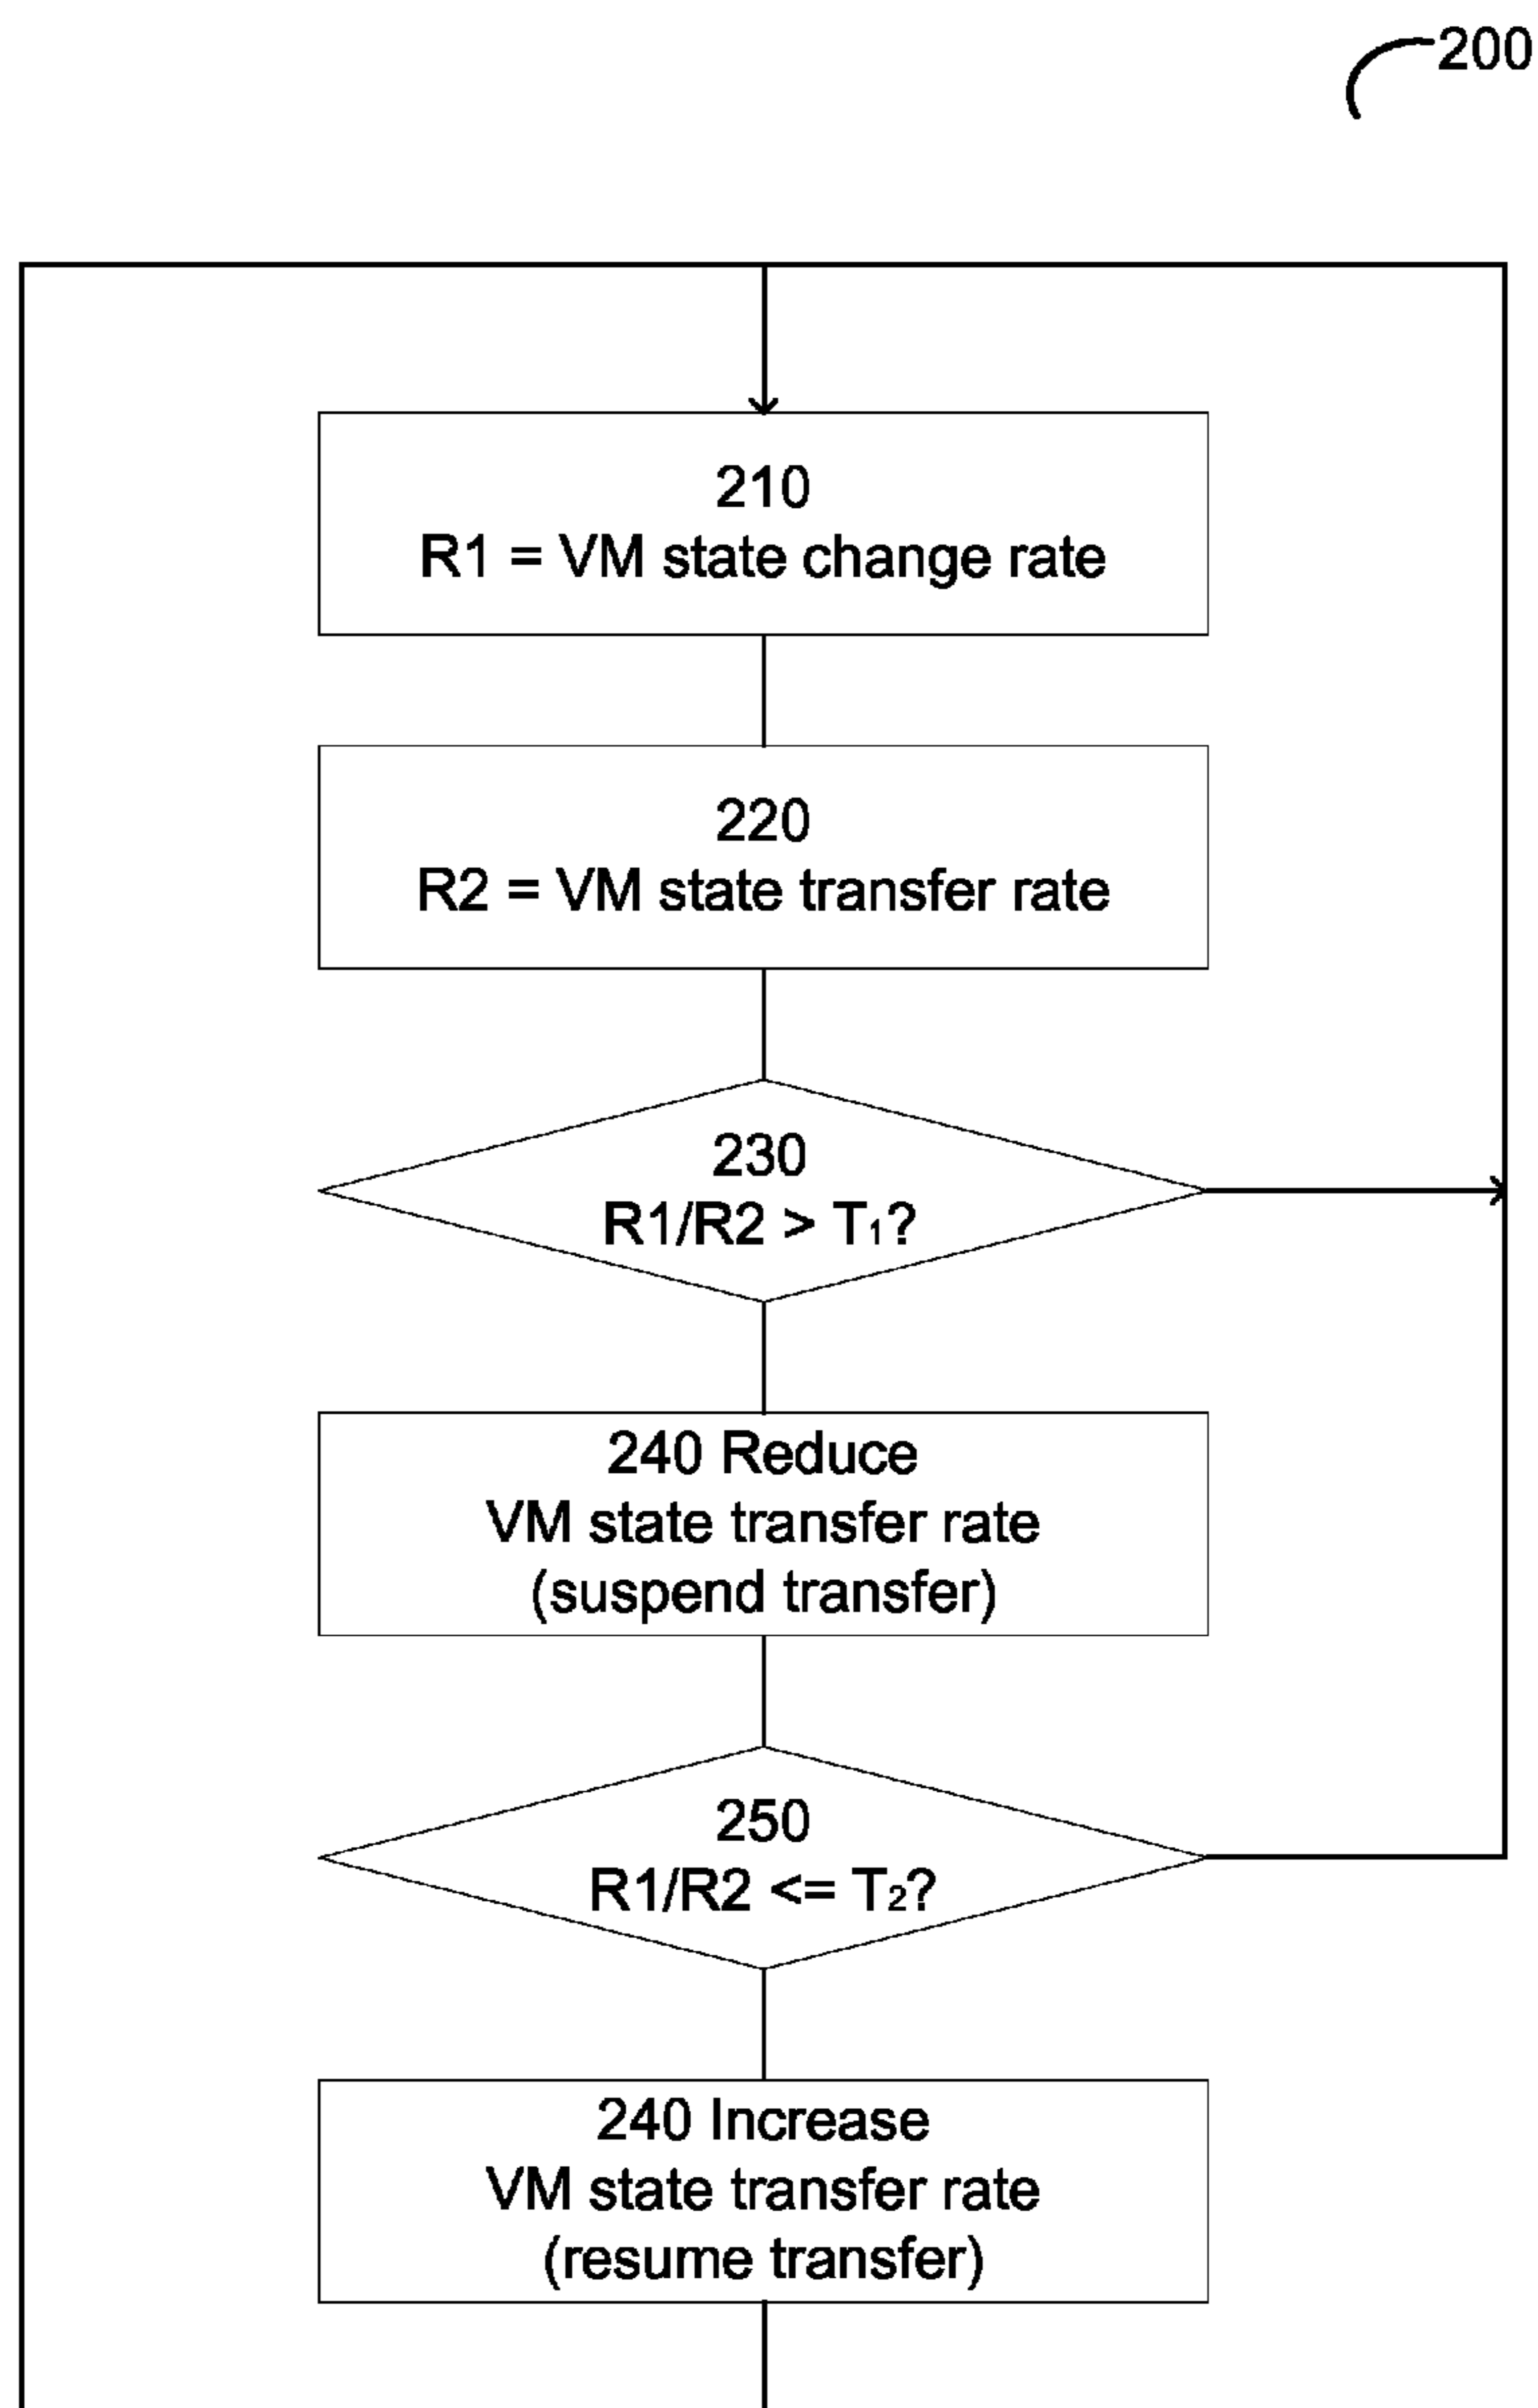 200
210
R1 = VM state change rate
220
R2 = VM state transfer rate
230
R1/R2 > T₁?
240 Reduce
VM state transfer rate
(suspend transfer)
250
R1/R2 <= T₂?
240 Increase
VM state transfer rate
(resume transfer)